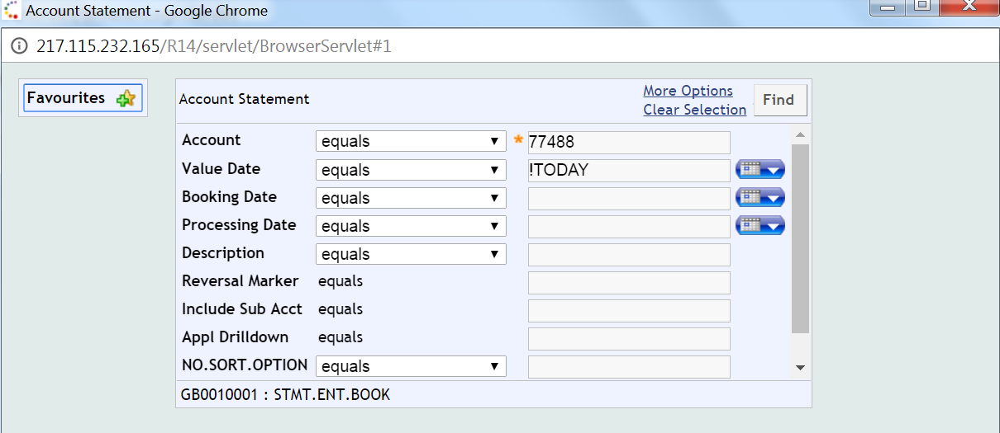 Account Statement - Google Chrome
217.115.232.165/R14/servlet/BrowserServlet#1
Favourites
Account Statement
More Options
Clear Selection
Find
Account equals * 77488
Value Date equals !TODAY
Booking Date equals
Processing Date equals
Description equals
Reversal Marker equals
Include Sub Acct equals
Appl Drilldown equals
NO.SORT.OPTION equals
GB0010001 : STMT.ENT.BOOK